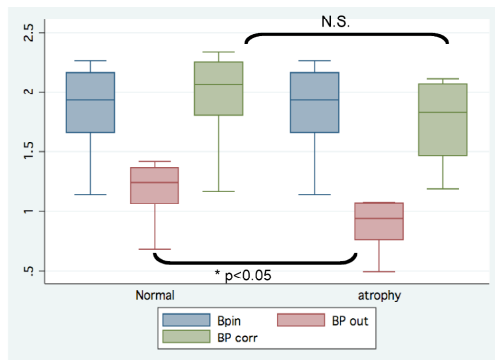 N.S.
2.5
2
1.5
1
.5
* p<0.05
Normal atrophy
Bpin BP out
BP corr